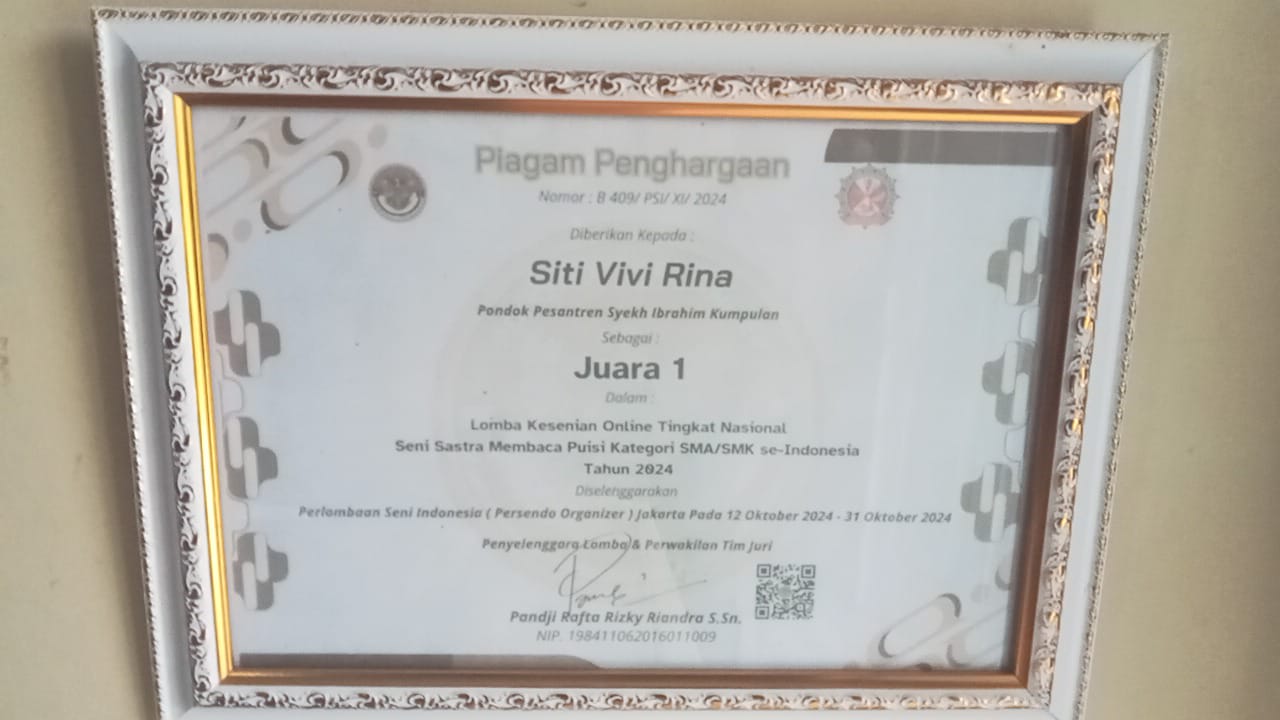 Piagam Penghargaan
Nomor : B 409/ PSI/ XI/ 2024
Diberikan Kepada :
Siti Vivi Rina
Pondok Pesantren Syekh Ibrahim Kumpulan
Sebagai :
Juara 1
Dalam :
Lomba Kesenian Online Tingkat Nasional
Seni Sastra Membaca Puisi Kategori SMA/SMK se-Indonesia
Tahun 2024
Diselenggarakan
Perlombaan Seni Indonesia ( Persendo Organizer ) Jakarta Pada 12 Oktober 2024 - 31 Oktober 2024
Penyelenggara Lomba & Perwakilan Tim Juri
Pandji Rafta Rizky Riandra S.Sn.
NIP. 198411062016011009